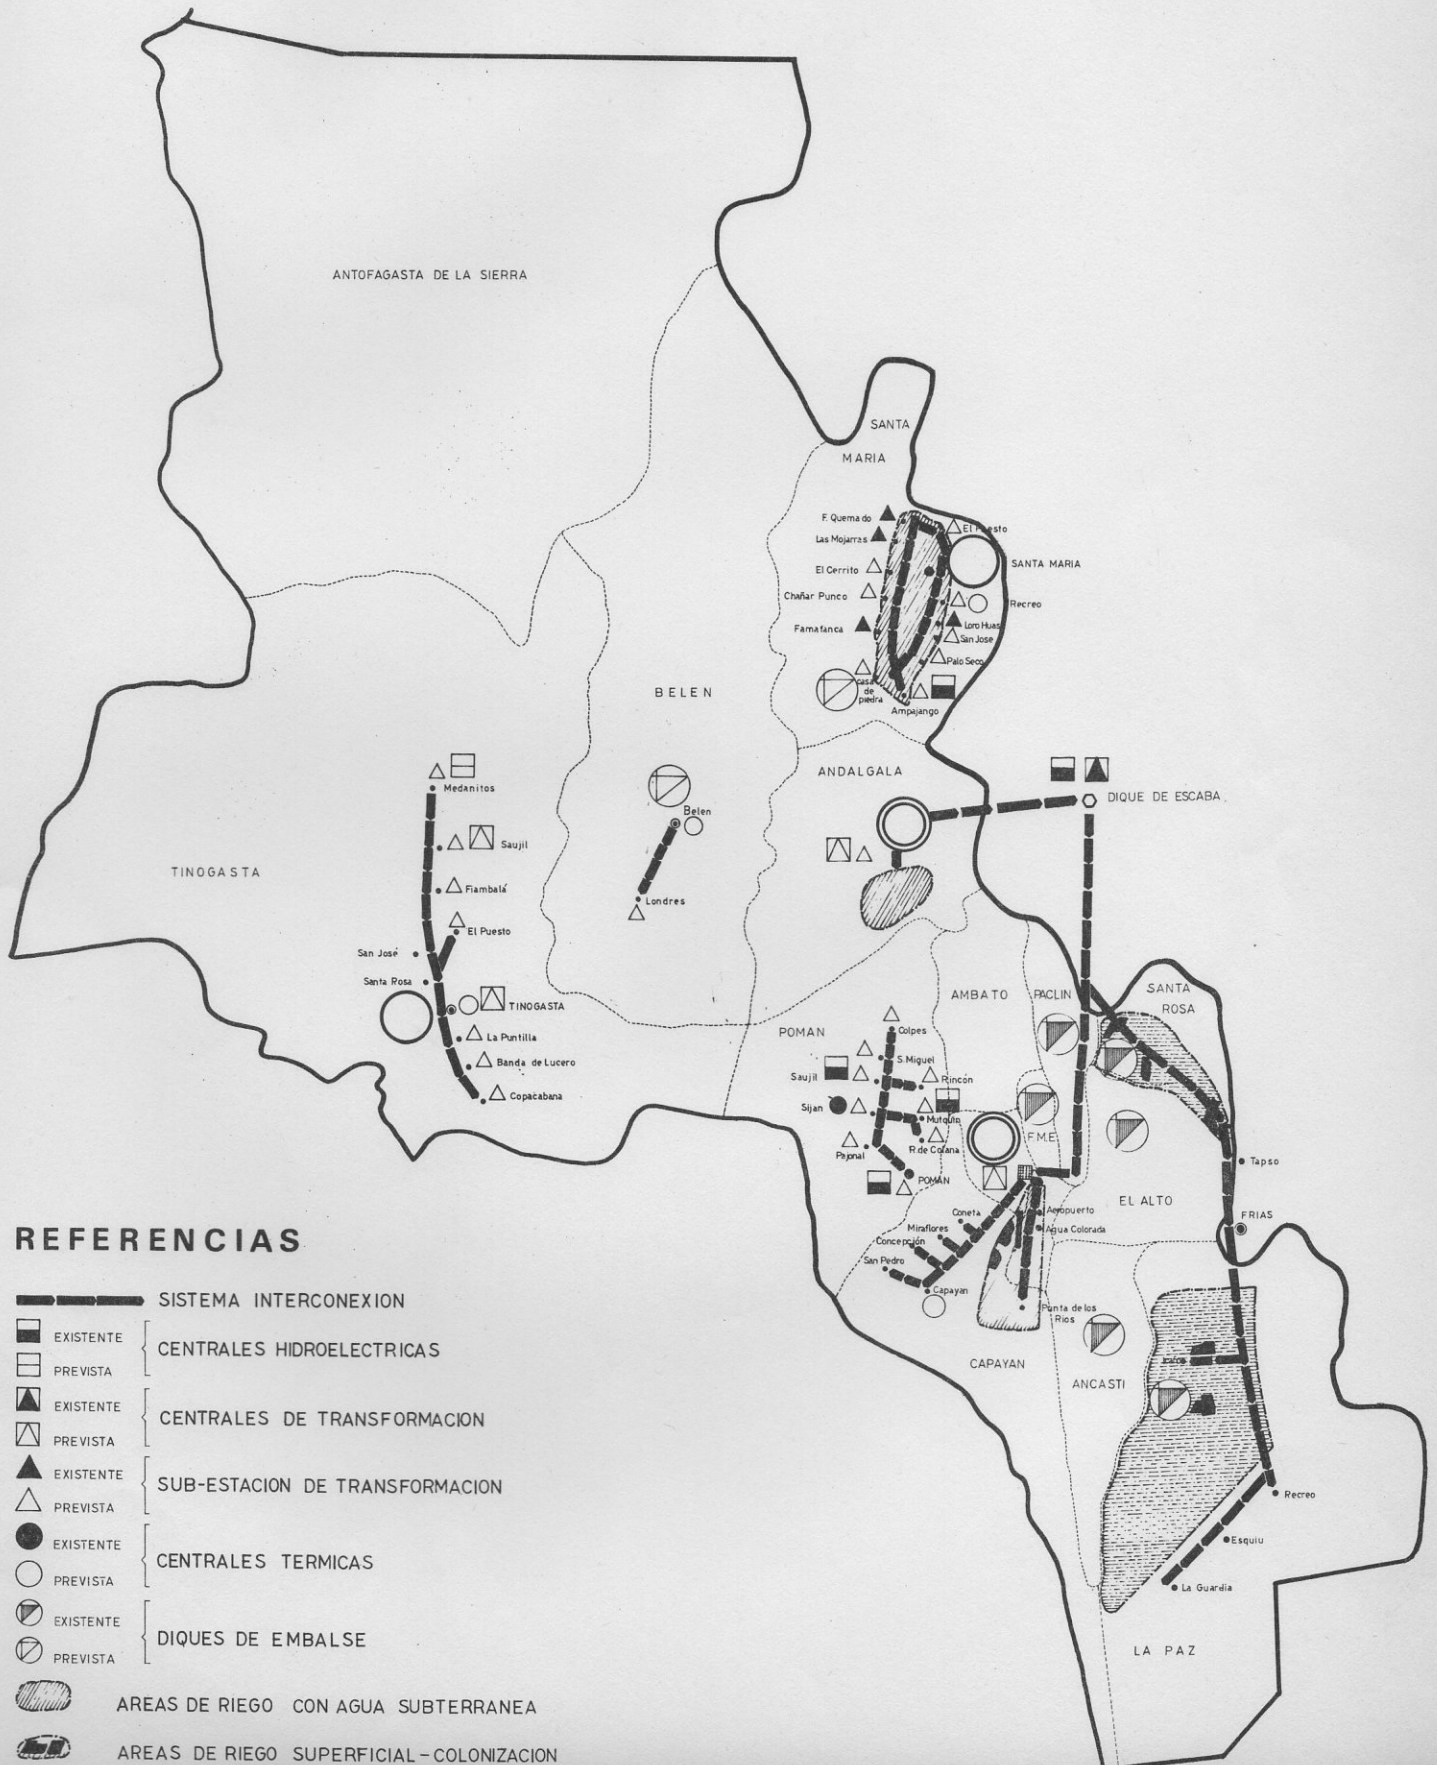 ANTOFAGASTA DE LA SIERRA
SANTA
MARIA
F. Quemado
El Puesto
Las Mojarras
SANTA MARIA
El Cerrito
Chañar Punco
Recreo
Loro Huas
Famatanca
San Jose
Palo Seco
casa
de
piedra
Ampajango
BELEN
ANDALGALA
DIQUE DE ESCABA
Medanitos
Belen
Saujil
TINOGASTA
Fiambalá
Londres
El Puesto
San José
Santa Rosa
TINOGASTA
La Puntilla
Banda de Lucero
Copacabana
AMBATO
PACLIN
SANTA
ROSA
POMAN
Colpes
S. Miguel
Saujil
Rincón
Sijan
Mutquin
F.M.E.
Pajonal
R. de Colana
POMAN
Tapso
EL ALTO
FRIAS
Aeropuerto
Agua Colorada
Coneta
Miraflores
Concepción
San Pedro
Capayan
Punta de los
Rios
CAPAYAN
ANCASTI
Recreo
Esquiu
La Guardia
LA PAZ
REFERENCIAS
SISTEMA INTERCONEXION
EXISTENTE
PREVISTA
CENTRALES HIDROELECTRICAS
EXISTENTE
PREVISTA
CENTRALES DE TRANSFORMACION
EXISTENTE
PREVISTA
SUB-ESTACION DE TRANSFORMACION
EXISTENTE
PREVISTA
CENTRALES TERMICAS
EXISTENTE
PREVISTA
DIQUES DE EMBALSE
AREAS DE RIEGO CON AGUA SUBTERRANEA
AREAS DE RIEGO SUPERFICIAL-COLONIZACION